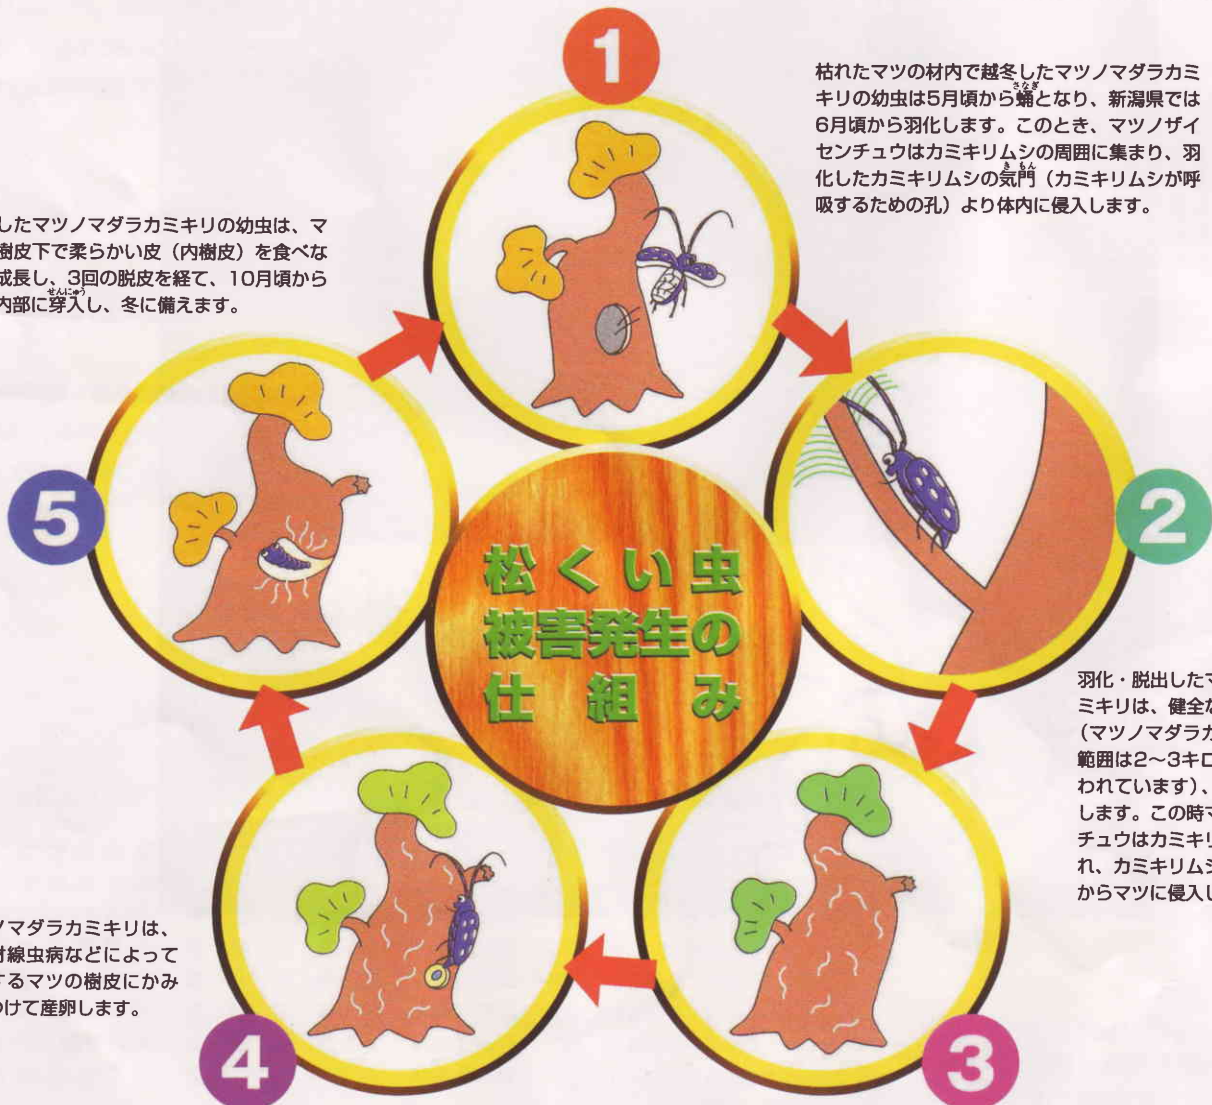 1
枯れたマツの材内で越冬したマツノマダラカミ
キリの幼虫は5月頃から蛹となり、新潟県では
6月頃から羽化します。このとき、マツノザイ
センチュウはカミキリムシの周囲に集まり、羽
化したカミキリムシの気門（カミキリムシが呼
吸するための孔）より体内に侵入します。
したマツノマダラカミキリの幼虫は、マ
樹皮下で柔らかい皮（内樹皮）を食べな
成長し、3回の脱皮を経て、10月頃から
内部に穿入し、冬に備えます。
5
2
松くい虫
被害発生の
仕組み
羽化・脱出したマ
ミキリは、健全な
（マツノマダラカ
範囲は2〜3キロ
われています）、
します。この時マ
チュウはカミキリ
れ、カミキリムシ
からマツに侵入し
ノマダラカミキリは、
材線虫病などによって
するマツの樹皮にかみ
つけて産卵します。
4
3